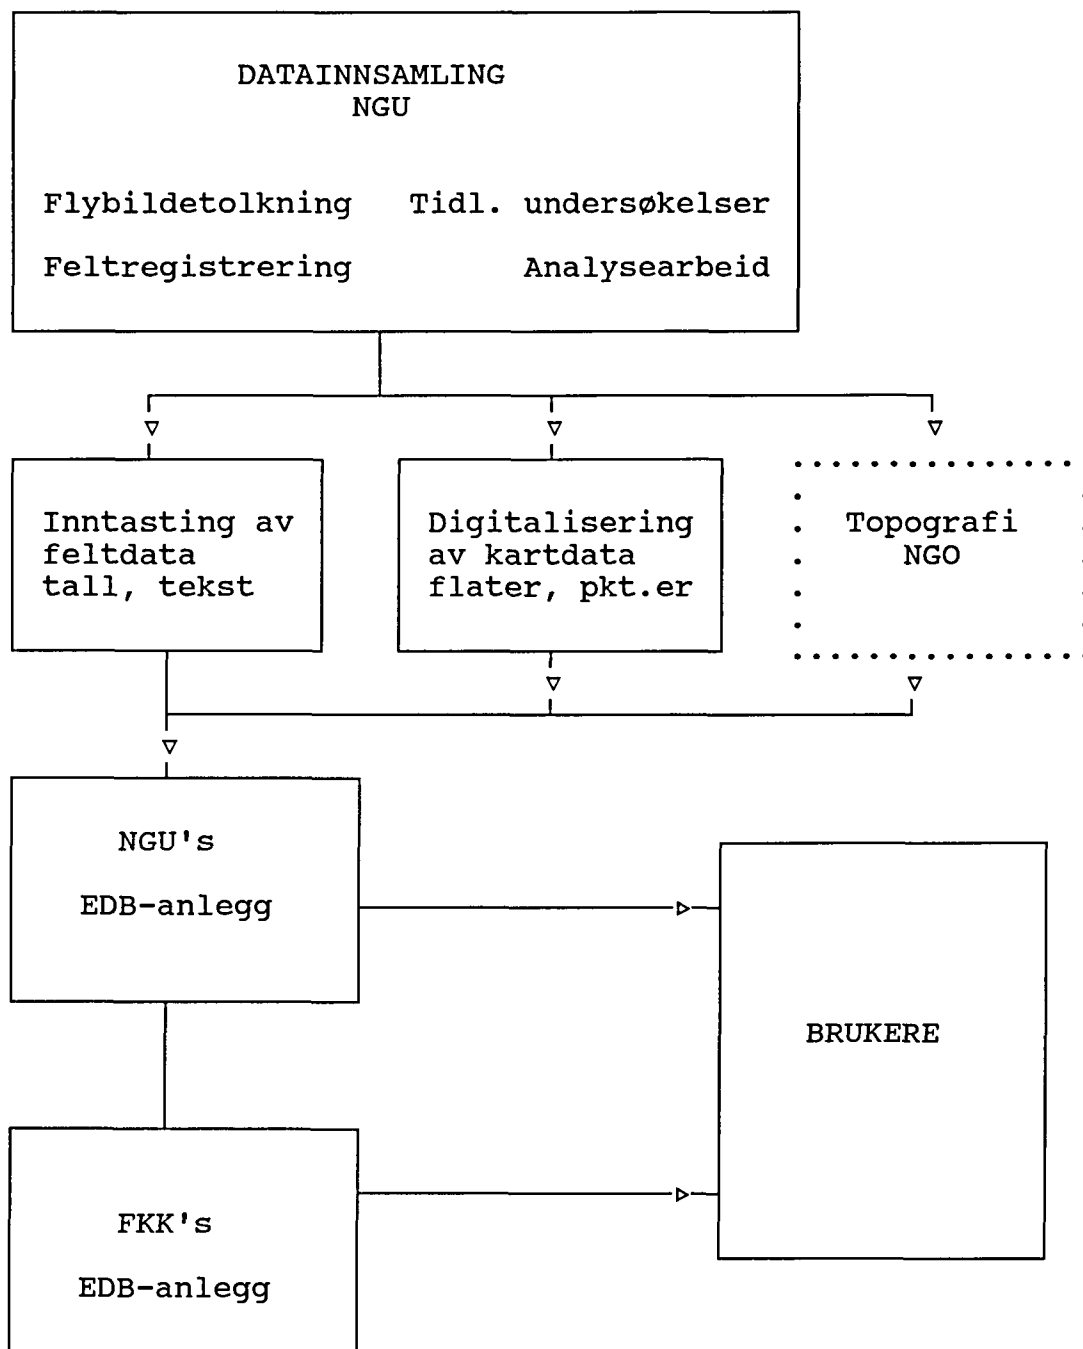 DATAINNSAMLING
NGU
Flybildetolkning Tidl. undersøkelser
Feltregistrering Analysearbeid
Inntasting av
feltdata
tall, tekst
Digitalisering
av kartdata
flater, pkt.er
Topografi
NGO
NGU's
EDB-anlegg
BRUKERE
FKK's
EDB-anlegg